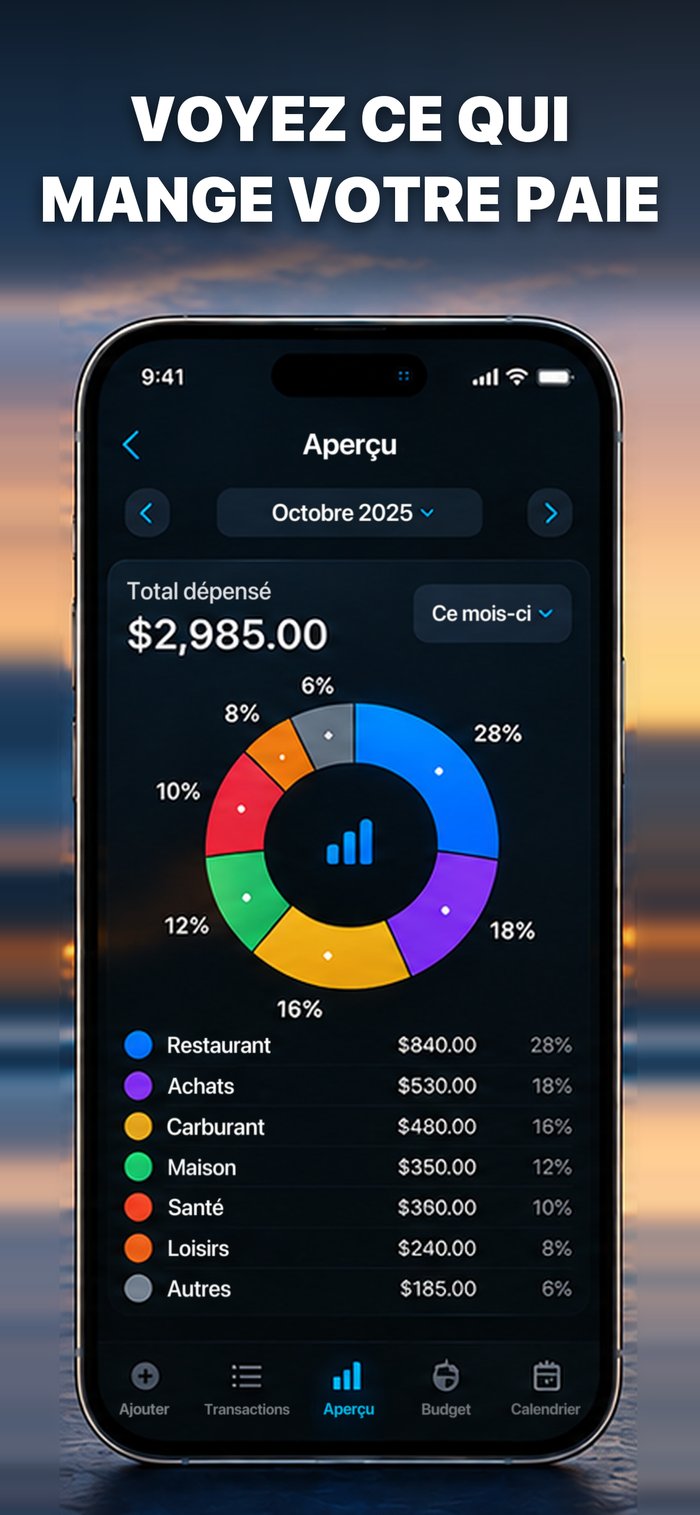 VOYEZ CE QUI
MANGE VOTRE PAIE
9:41
Aperçu
Octobre 2025
Total dépensé
$2,985.00
Ce mois-ci
6%
8%
28%
10%
12%
18%
16%
Restaurant $840.00 28%
Achats $530.00 18%
Carburant $480.00 16%
Maison $350.00 12%
Santé $360.00 10%
Loisirs $240.00 8%
Autres $185.00 6%
Ajouter Transactions Aperçu Budget Calendrier